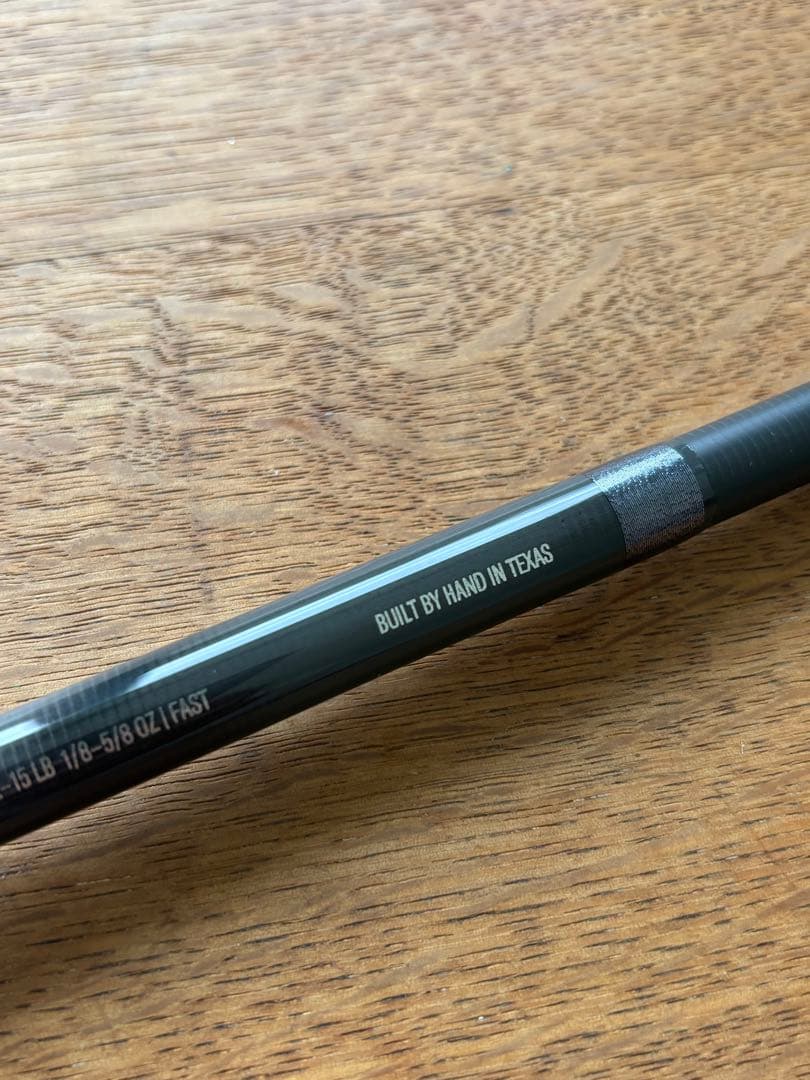 -15 LB 1/8-5/8 OZ | FAST
BUILT BY HAND IN TEXAS